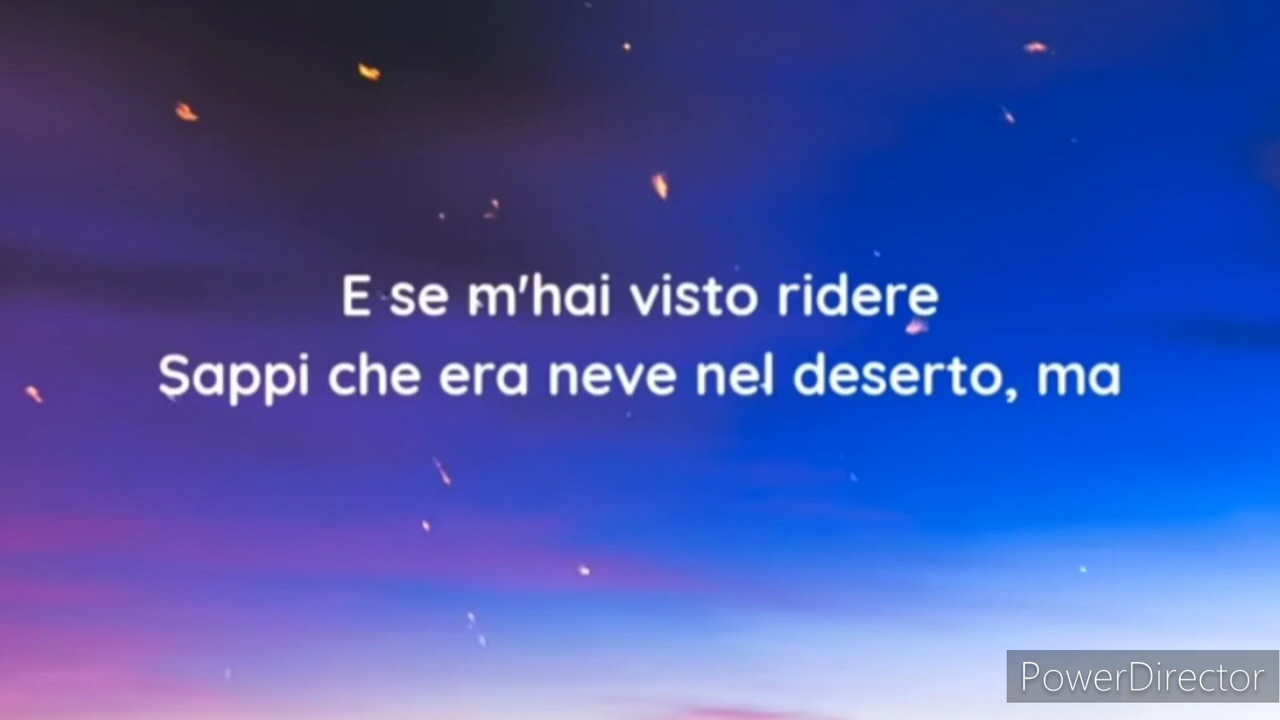 E se m'hai visto ridere
Sappi che era neve nel deserto, ma
PowerDirector